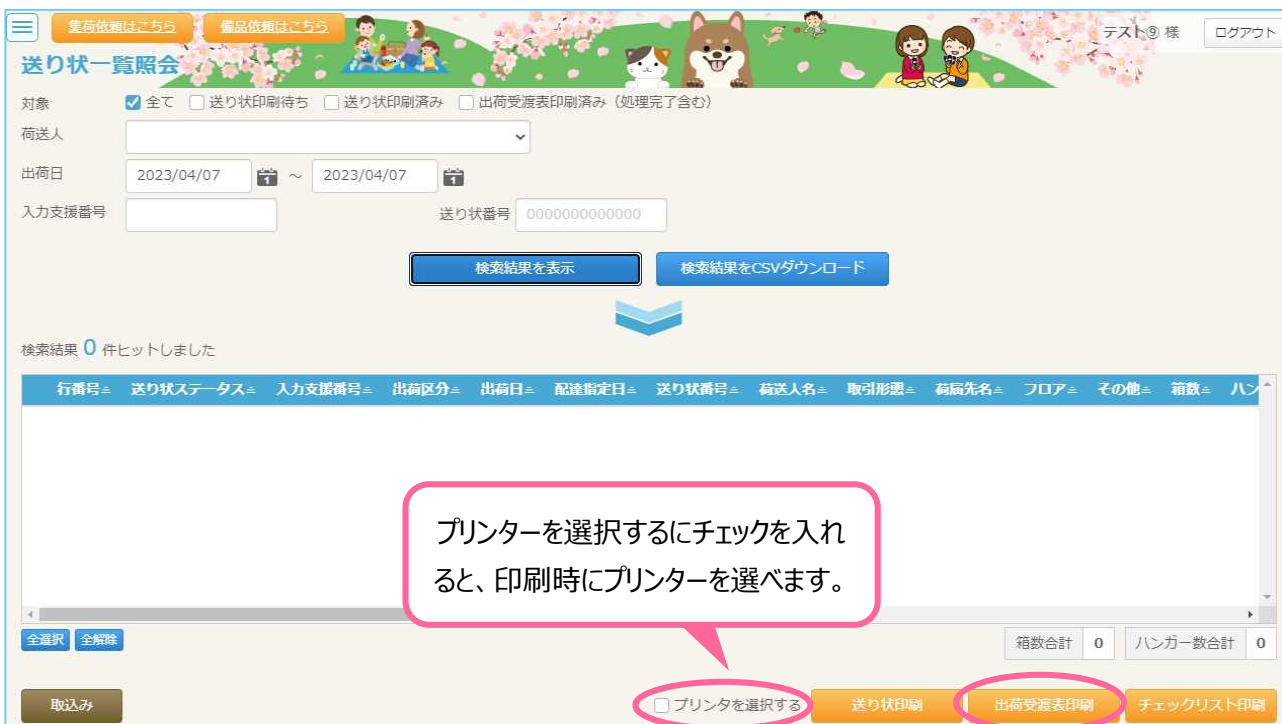 集荷依頼はこちら 備品依頼はこちら テスト⑨ 様 ログアウト
送り状一覧照会
対象 全て 送り状印刷待ち 送り状印刷済み 出荷受渡表印刷済み（処理完了含む）
荷送人
出荷日 2023/04/07 1 ～ 2023/04/07 1
入力支援番号 送り状番号 0000000000000
検索結果を表示 検索結果をCSVダウンロード
検索結果 0 件ヒットしました
行番号 送り状ステータス 入力支援番号 出荷区分 出荷日 配達指定日 送り状番号 荷送人名 取引形態 荷届先名 フロア その他 箱数 ハン
プリンターを選択するにチェックを入れ
ると、印刷時にプリンターを選べます。
全選択 全解除 箱数合計 0 ハンガー数合計 0
取込み プリンタを選択する 送り状印刷 出荷受渡表印刷 チェックリスト印刷